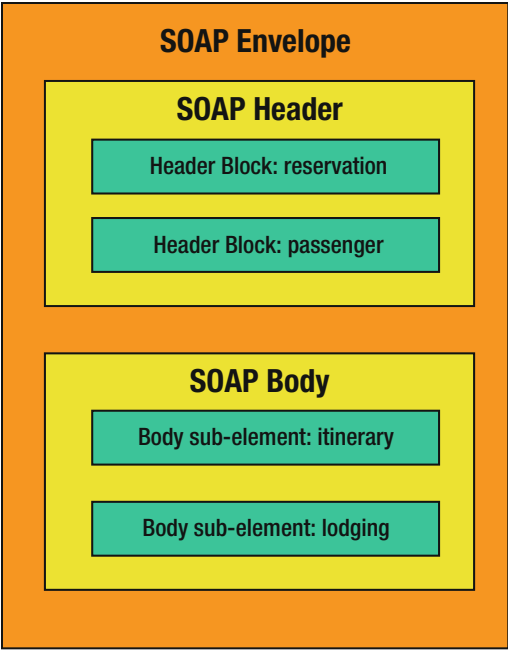 SOAP Envelope
SOAP Header
Header Block: reservation
Header Block: passenger
SOAP Body
Body sub-element: itinerary
Body sub-element: lodging